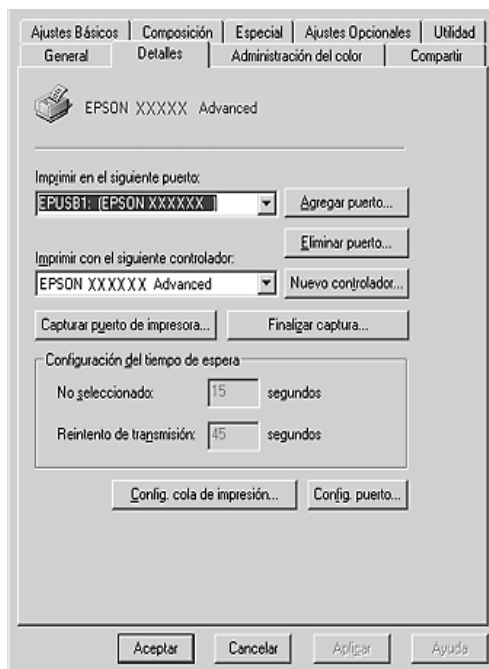 Ajustes Básicos Composición Especial Ajustes Opcionales Utilidad
General Detalles Administración del color Compartir
EPSON XXXXX Advanced
Imprimir en el siguiente puerto:
EPUSB1: (EPSON XXXXXX ) Agregar puerto...
Eliminar puerto...
Imprimir con el siguiente controlador:
EPSON XXXXXX Advanced Nuevo controlador...
Capturar puerto de impresora... Finalizar captura...
Configuración del tiempo de espera
No seleccionado: 15 segundos
Reintento de transmisión: 45 segundos
Config. cola de impresión... Config. puerto...
Aceptar Cancelar Aplicar Ayuda